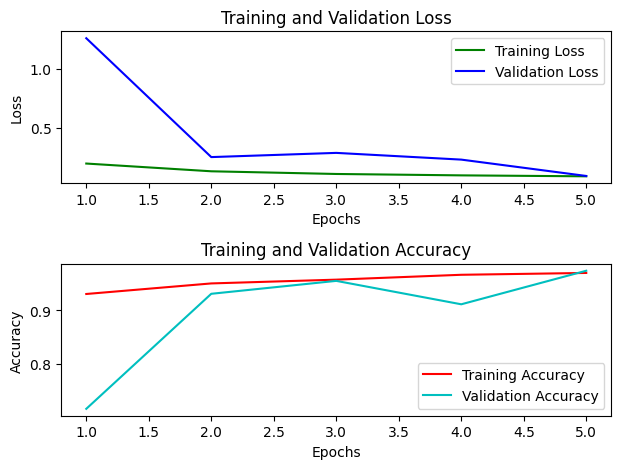 Training and Validation Loss
Loss
1.0
0.5
Training Loss
Validation Loss
1.0 1.5 2.0 2.5 3.0 3.5 4.0 4.5 5.0
Epochs
Training and Validation Accuracy
Accuracy
0.9
0.8
Training Accuracy
Validation Accuracy
1.0 1.5 2.0 2.5 3.0 3.5 4.0 4.5 5.0
Epochs